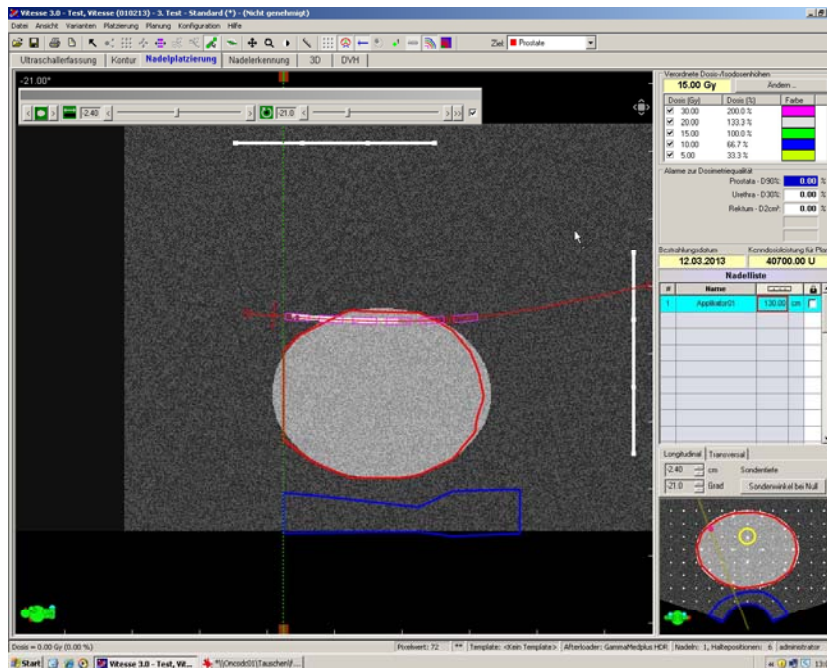 Vitesse 3.0 - Test, Vitesse (010213) - 3. Test - Standard (*) - (Nicht genehmigt)
Datei Ansicht Varianten Platzierung Planung Konfiguration Hilfe
Ziel: Prostate
Ultraschallerfassung Kontur Nadelplatzierung Nadelerkennung 3D DVH
-21.00°
2.40 21.0
Verordnete Dosis-/Isodosenhöhen
15.00 Gy Ändern...
Dosis (Gy) Dosis (%) Farbe
30.00 200.0 %
20.00 133.3 %
15.00 100.0 %
10.00 66.7 %
5.00 33.3 %
Alarme zur Dosimetriequalität
Prostata - D90%: 0.00 %
Urethra - D30%: 0.00 %
Rektum - D2cm³: 0.00 %
Bestrahlungsdatum Kenndosisleistung für Plan
12.03.2013 40700.00 U
Nadelliste
# Name
1 Applikator01 130.00 cm
Longitudinal Transversal
-2.40 cm Sondentiefe
-21.0 Grad Sondenwinkel bei Null
Dosis = 0.00 Gy (0.00 %) Pixelwert: 72 ** Template: <Kein Template> Afterloader: GammaMedplus HDR Nadeln: 1, Haltepositionen: 6 administrator
Start Vitesse 3.0 - Test, Vit...